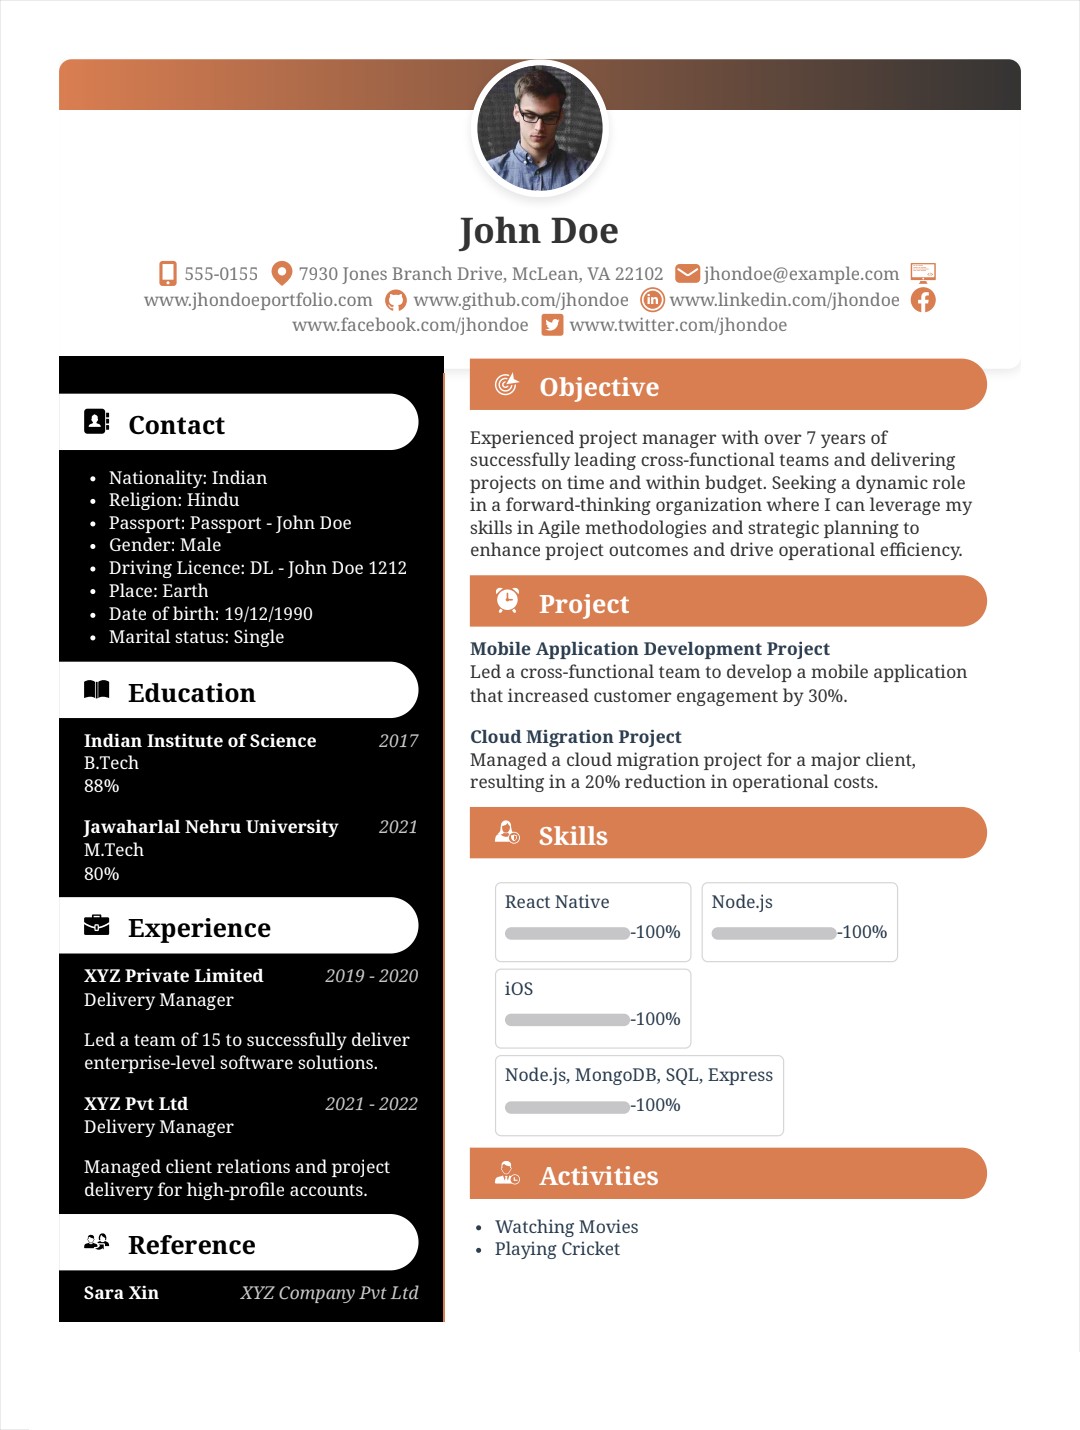 John Doe
555-0155 7930 Jones Branch Drive, McLean, VA 22102 jhondoe@example.com
www.jhondoeportfolio.com www.github.com/jhondoe www.linkedin.com/jhondoe
www.facebook.com/jhondoe www.twitter.com/jhondoe
Contact
• Nationality: Indian
• Religion: Hindu
• Passport: Passport - John Doe
• Gender: Male
• Driving Licence: DL - John Doe 1212
• Place: Earth
• Date of birth: 19/12/1990
• Marital status: Single
Education
Indian Institute of Science 2017
B.Tech
88%
Jawaharlal Nehru University 2021
M.Tech
80%
Experience
XYZ Private Limited 2019 - 2020
Delivery Manager
Led a team of 15 to successfully deliver
enterprise-level software solutions.
XYZ Pvt Ltd 2021 - 2022
Delivery Manager
Managed client relations and project
delivery for high-profile accounts.
Reference
Sara Xin XYZ Company Pvt Ltd
Objective
Experienced project manager with over 7 years of
successfully leading cross-functional teams and delivering
projects on time and within budget. Seeking a dynamic role
in a forward-thinking organization where I can leverage my
skills in Agile methodologies and strategic planning to
enhance project outcomes and drive operational efficiency.
Project
Mobile Application Development Project
Led a cross-functional team to develop a mobile application
that increased customer engagement by 30%.
Cloud Migration Project
Managed a cloud migration project for a major client,
resulting in a 20% reduction in operational costs.
Skills
React Native
-100%
Node.js
-100%
iOS
-100%
Node.js, MongoDB, SQL, Express
-100%
Activities
• Watching Movies
• Playing Cricket